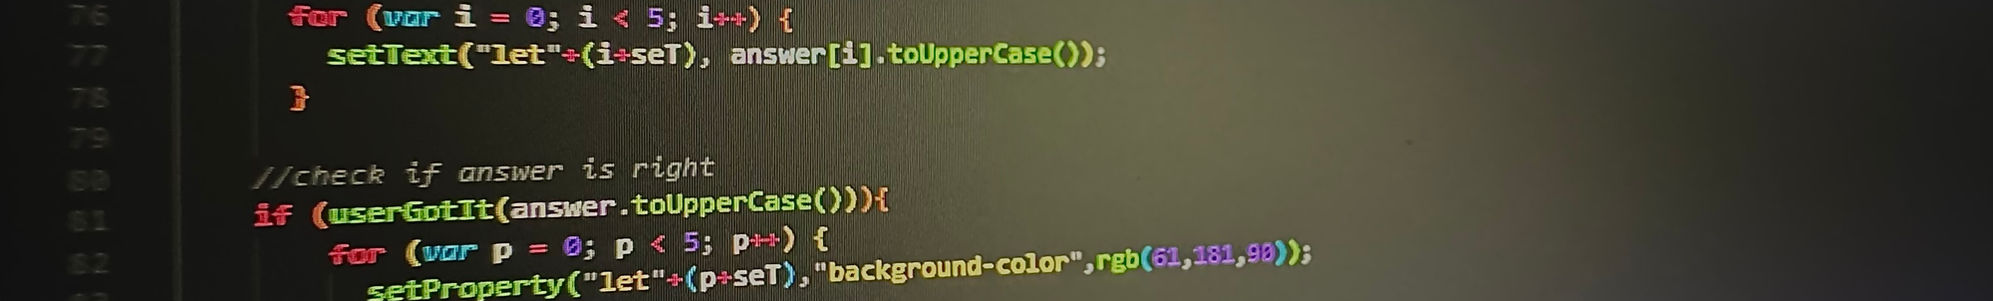 76 for (var i = 0; i < 5; i++) {
77 setText("let"+(i+seT), answer[i].toUpperCase());
78 }
79
80 //check if answer is right
81 if (userGotIt(answer.toUpperCase())){
82 for (var p = 0; p < 5; p++) {
setProperty("let"+(p+seT),"background-color",rgb(61,181,90));